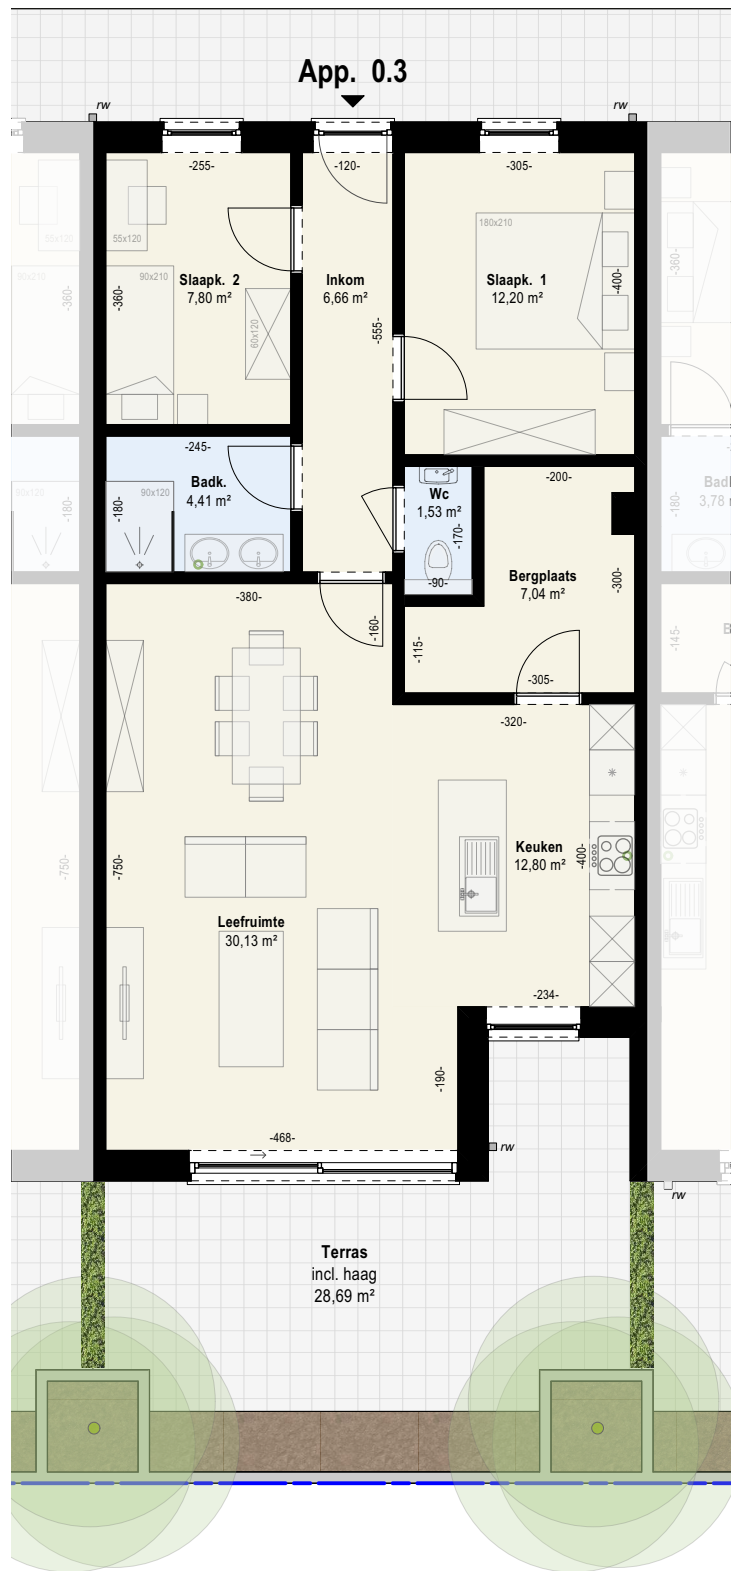 App. 0.3
rw
rw
-255-
-120-
-305-
55x120
55x120
180x210
90x210
90x210
-360-
-360-
Slaapk. 2
7,80 m²
Inkom
6,66 m²
Slaapk. 1
12,20 m²
-400-
-360-
60x120
-555-
-245-
Badk.
4,41 m²
90x120
90x120
-180-
-180-
Wc
1,53 m²
-170-
-90-
-200-
Bergplaats
7,04 m²
-300-
-180-
3,78 m
-380-
-160-
-115-
-305-
-145-
-320-
Keuken
12,80 m²
-400-
-750-
-750-
Leefruimte
30,13 m²
-234-
-190-
-468-
rw
rw
Terras
incl. haag
28,69 m²